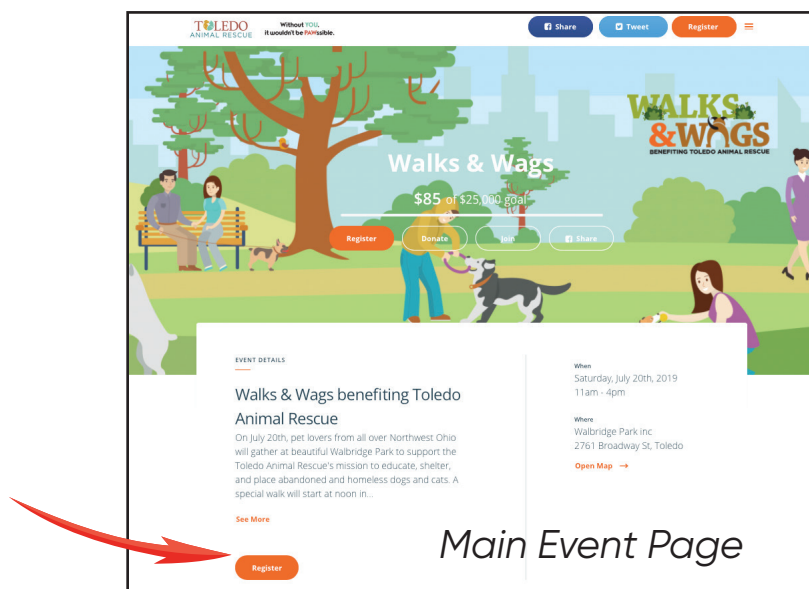 TOLEDO
ANIMAL RESCUE
Without YOU,
it wouldn't be PAWssible.
Share
Tweet
Register
WALKS
&WAGS
BENEFITING TOLEDO ANIMAL RESCUE
Walks & Wags
$85 of $25,000 goal
Register
Donate
Join
Share
EVENT DETAILS
Walks & Wags benefiting Toledo
Animal Rescue
On July 20th, pet lovers from all over Northwest Ohio
will gather at beautiful Walbridge Park to support the
Toledo Animal Rescue's mission to educate, shelter,
and place abandoned and homeless dogs and cats. A
special walk will start at noon in...
See More
Register
When
Saturday, July 20th, 2019
11am - 4pm
Where
Walbridge Park inc
2761 Broadway St, Toledo
Open Map →
Main Event Page